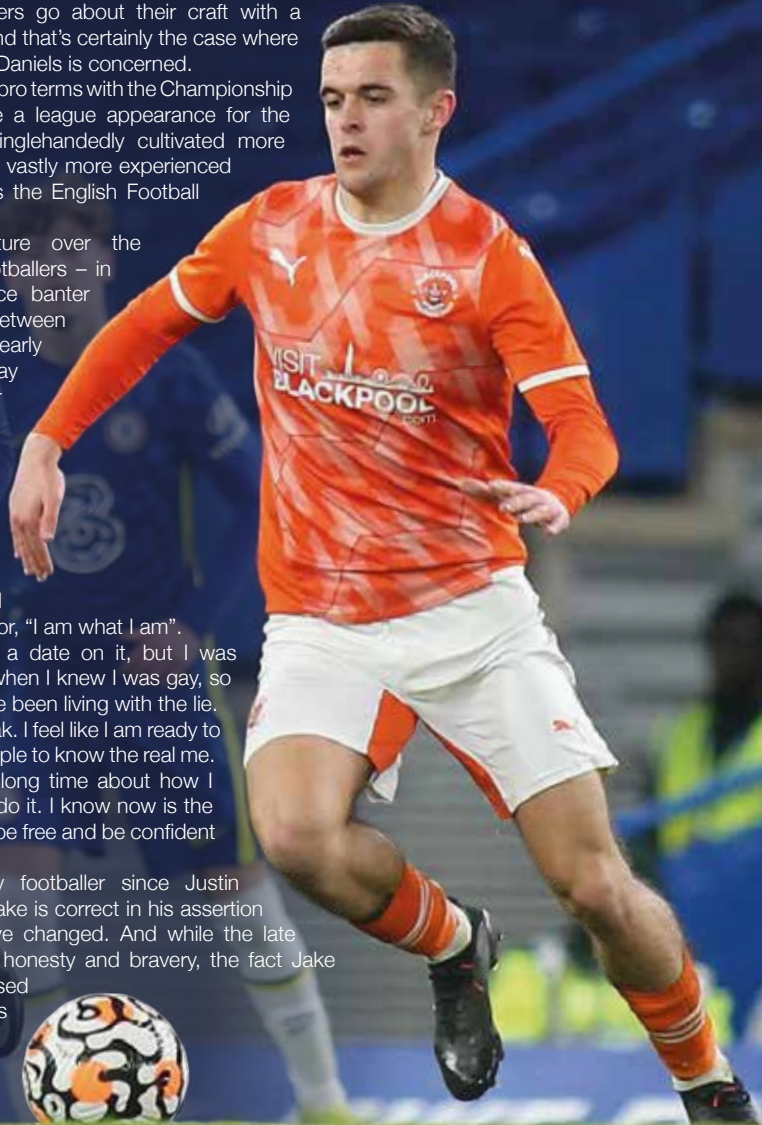 ers go about their craft with a
nd that's certainly the case where
Daniels is concerned.
pro terms with the Championship
e a league appearance for the
inglehandedly cultivated more
vastly more experienced
s the English Football
ture over the
otballers – in
ce banter
etween
early
ay
or, “I am what I am”.
a date on it, but I was
when I knew I was gay, so
e been living with the lie.
ak. I feel like I am ready to
ple to know the real me.
long time about how I
do it. I know now is the
be free and be confident
y footballer since Justin
ake is correct in his assertion
ve changed. And while the late
honesty and bravery, the fact Jake
sed
s
VISIT
BLACKPOOL
.com
3